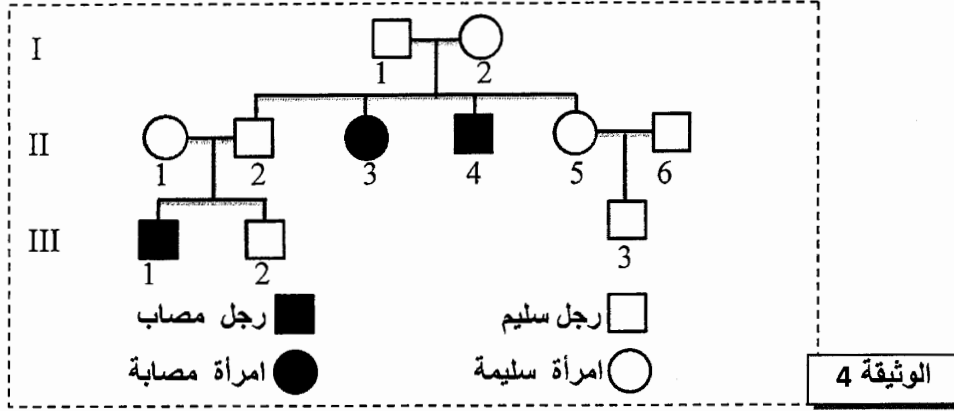 I
1 2
II
1 2 3 4 5 6
III
1 2 3
رجل سليم رجل مصاب
امرأة سليمة امرأة مصابة
الوثيقة 4